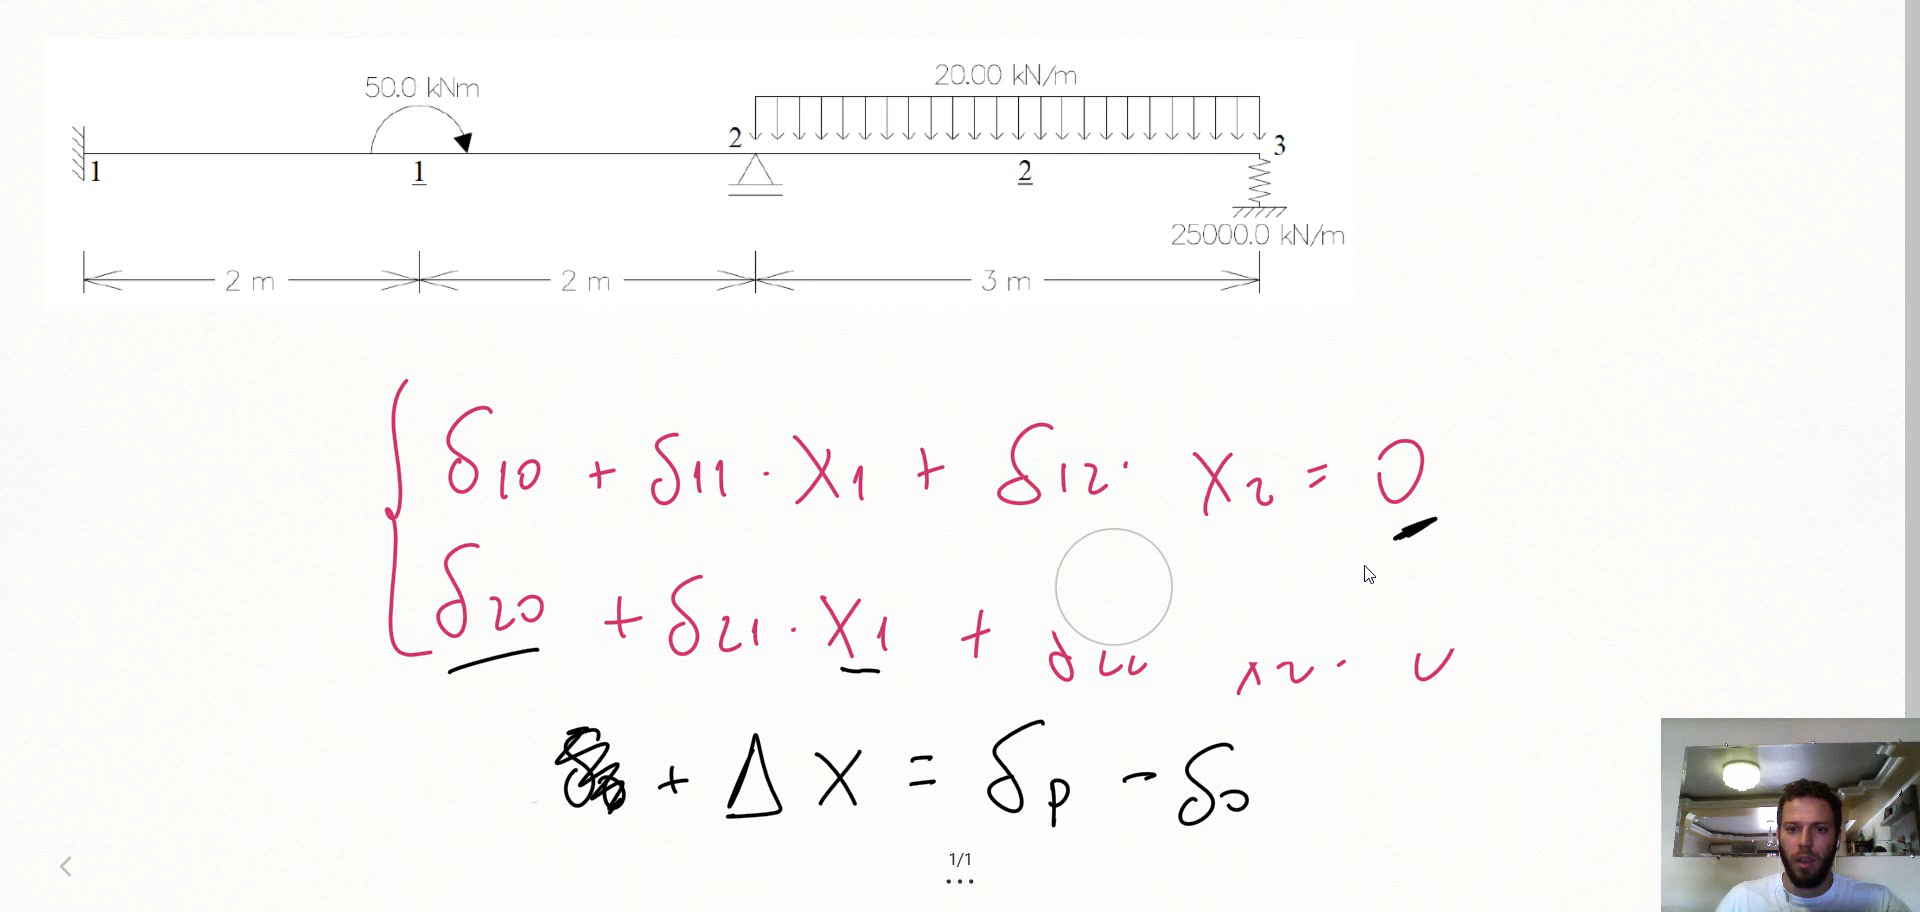 50.0 kNm
20.00 kN/m
1 1 2 2 3
25000.0 kN/m
2 m 2 m 3 m
δ10 + δ11 · X1 + δ12 · X2 = 0
δ20 + δ21 · X1 +
+ Δ X = δp - δ0
1/1